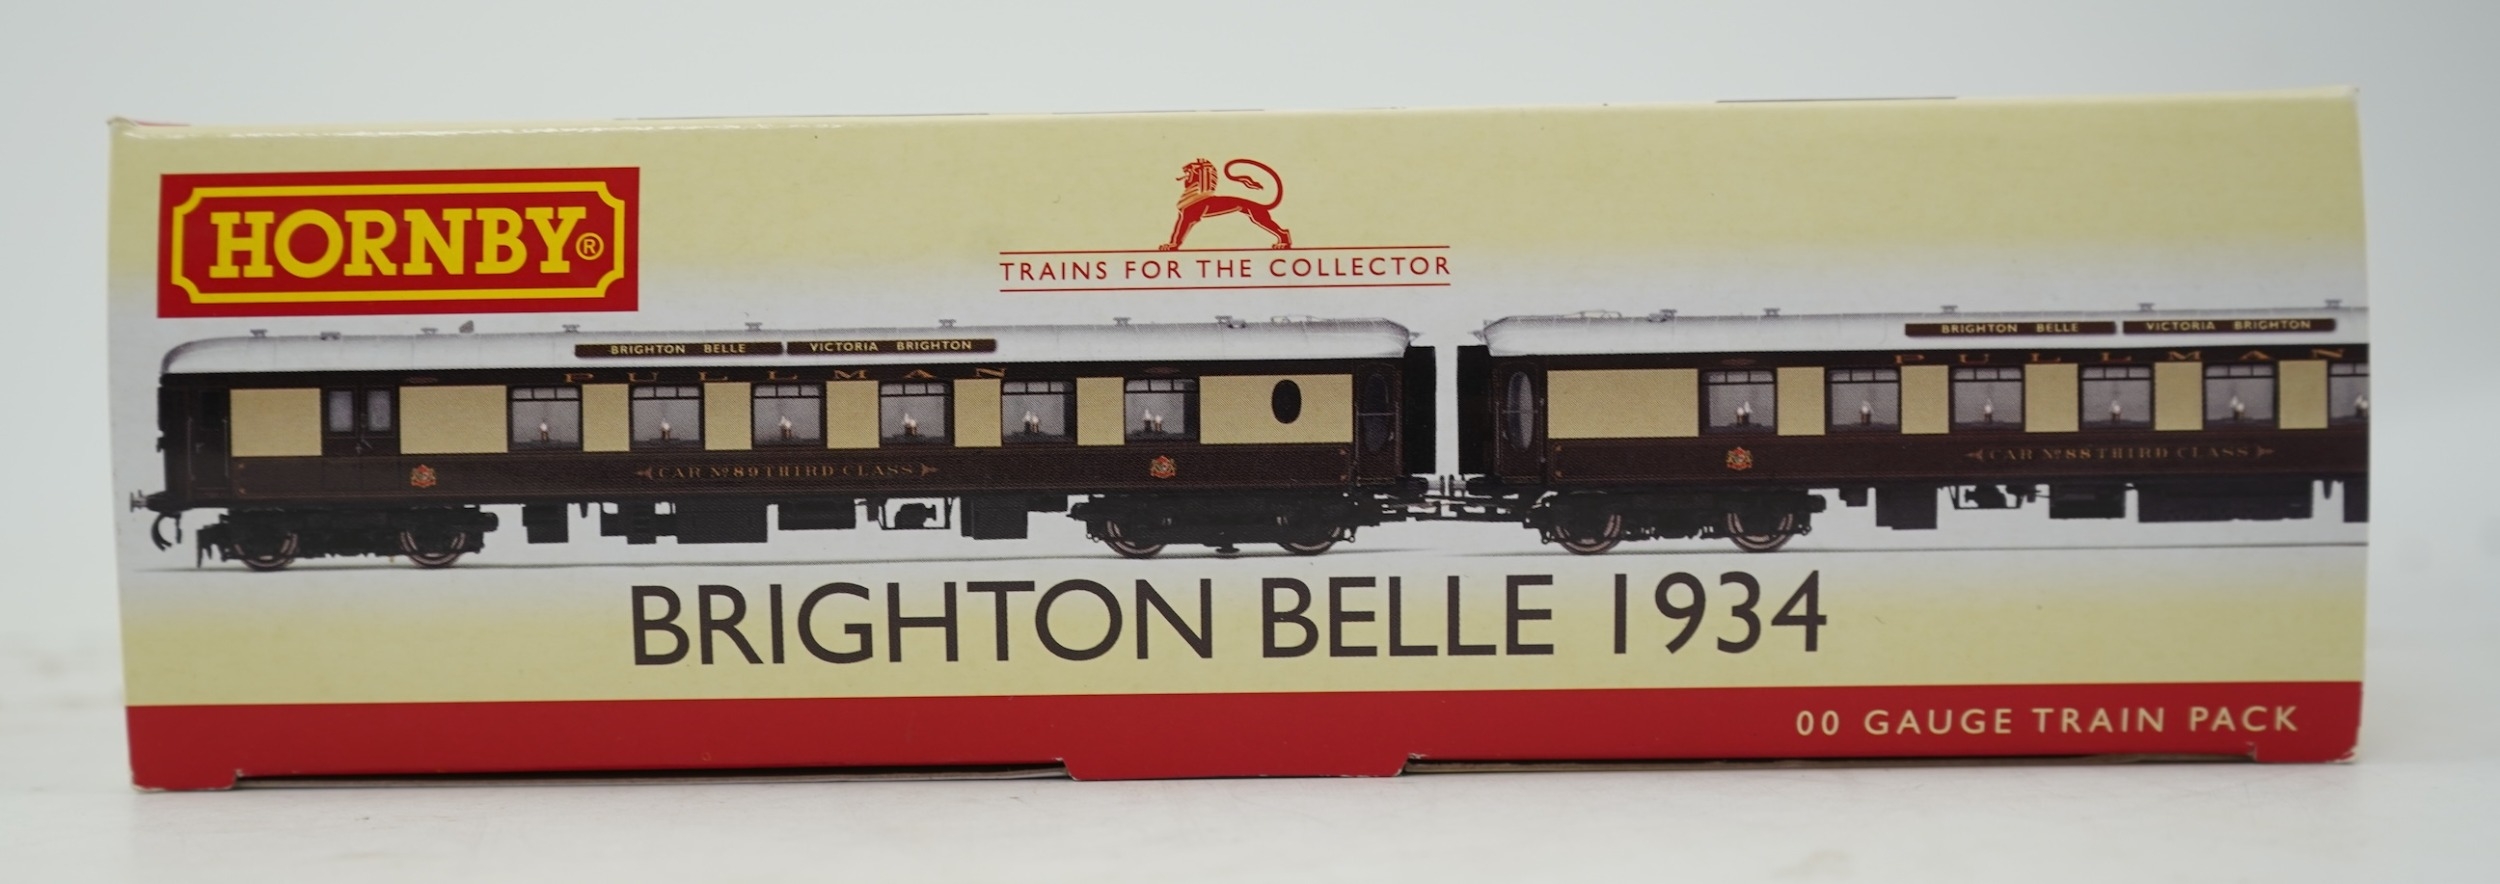 HORNBY®
TRAINS FOR THE COLLECTOR
BRIGHTON BELLE VICTORIA BRIGHTON
BRIGHTON BELLE VICTORIA BRIGHTON
PULLMAN
PULLMAN
CAR No 89 THIRD CLASS
CAR No 88 THIRD CLASS
BRIGHTON BELLE 1934
00 GAUGE TRAIN PACK